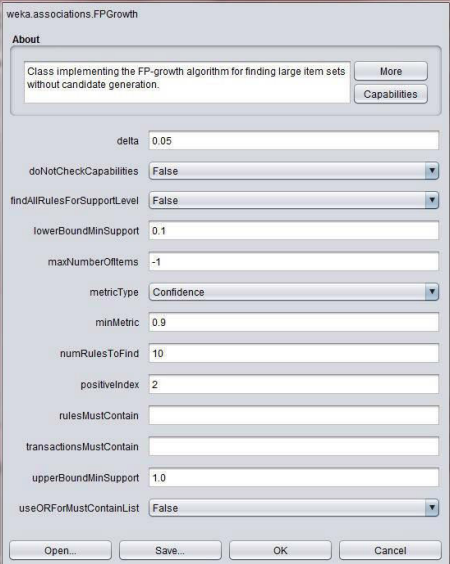 weka.associations.FPGrowth
About
Class implementing the FP-growth algorithm for finding large item sets
without candidate generation.
More
Capabilities
delta 0.05
doNotCheckCapabilities False
findAllRulesForSupportLevel False
lowerBoundMinSupport 0.1
maxNumberOfItems -1
metricType Confidence
minMetric 0.9
numRulesToFind 10
positiveIndex 2
rulesMustContain
transactionsMustContain
upperBoundMinSupport 1.0
useORForMustContainList False
Open... Save... OK Cancel